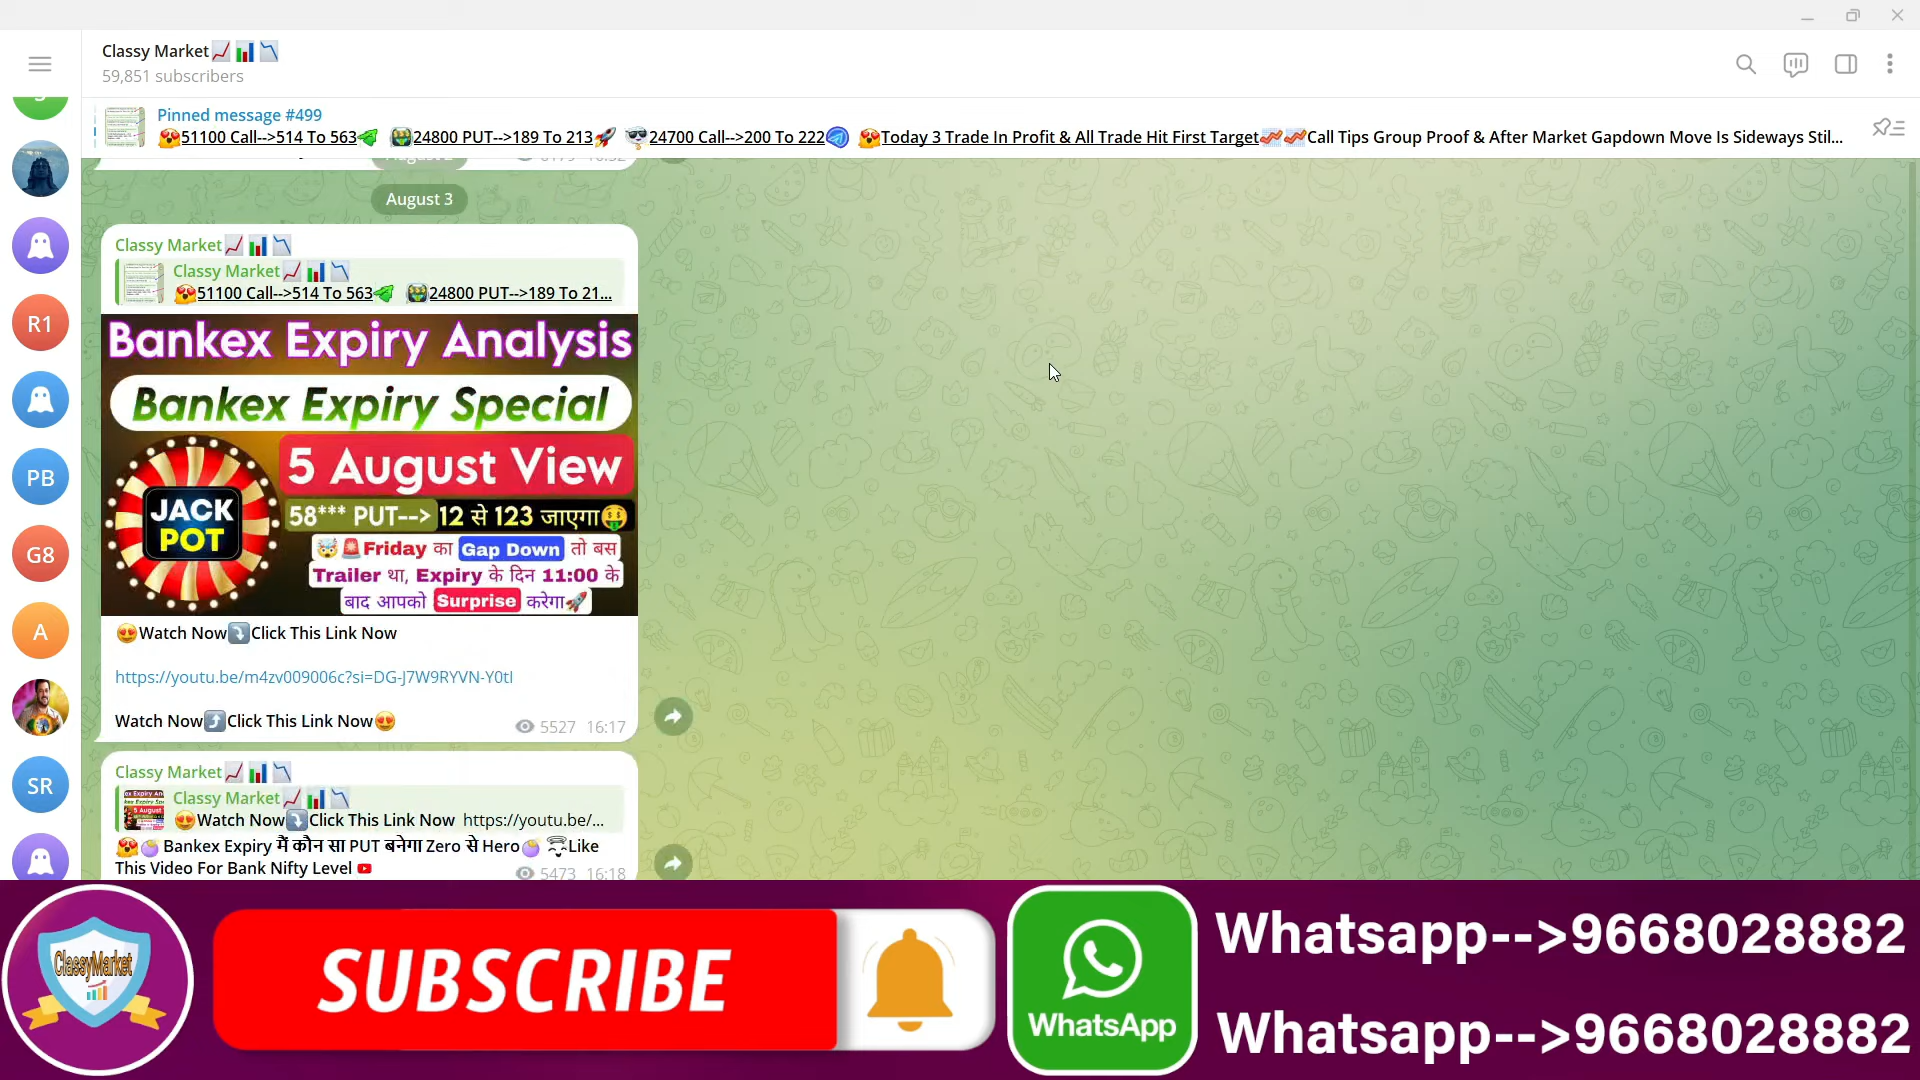 Classy Market📈📊📉
59,851 subscribers
Pinned message #499
51100 Call-->514 To 563 24800 PUT-->189 To 213🚀 24700 Call-->200 To 222 Today 3 Trade In Profit & All Trade Hit First Target Call Tips Group Proof & After Market Gapdown Move Is Sideways Stil...
August 3
Classy Market📈📊📉
Classy Market📈📊📉
51100 Call-->514 To 563 24800 PUT-->189 To 21...
Bankex Expiry Analysis
Bankex Expiry Special
5 August View
JACK
POT
58*** PUT--> 12 से 123 जाएगा🤑
🤯🚨Friday का Gap Down तो बस
Trailer था, Expiry के दिन 11:00 के
बाद आपको Surprise करेगा🚀
😍Watch Now⤵️Click This Link Now
https://youtu.be/m4zv009006c?si=DG-J7W9RYVN-Y0tI
Watch Now⤴️Click This Link Now😍
5527 16:17
Classy Market📈📊📉
Classy Market📈📊📉
😍Watch Now⤵️Click This Link Now https://youtu.be/...
Bankex Expiry मैं कौन सा PUT बनेगा Zero से Hero Like
This Video For Bank Nifty Level
5473 16:18
R1
PB
G8
A
SR
ClassyMarket
SUBSCRIBE
WhatsApp
Whatsapp-->9668028882
Whatsapp-->9668028882